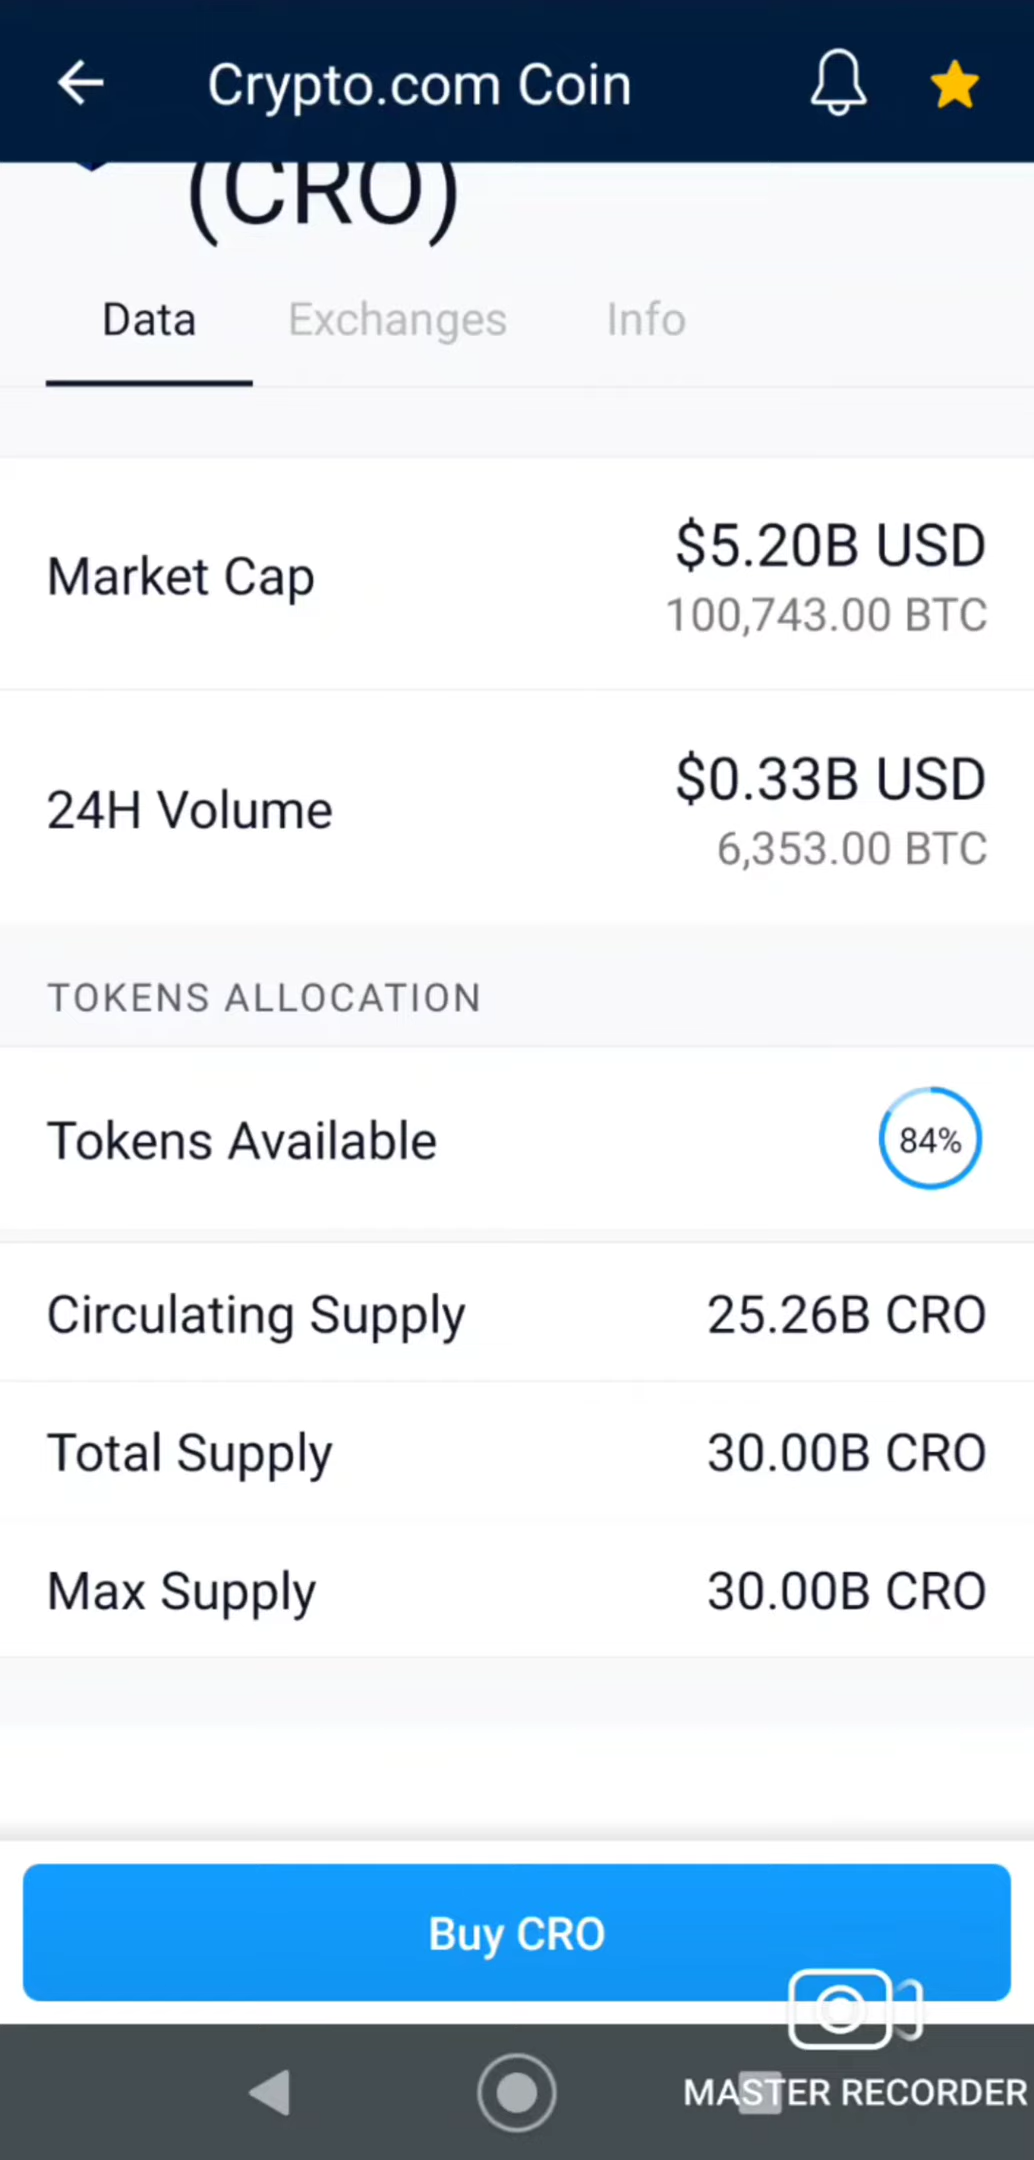 Crypto.com Coin
(CRO)
Data Exchanges Info
Market Cap
$5.20B USD
100,743.00 BTC
24H Volume
$0.33B USD
6,353.00 BTC
TOKENS ALLOCATION
Tokens Available 84%
Circulating Supply 25.26B CRO
Total Supply 30.00B CRO
Max Supply 30.00B CRO
Buy CRO
MASTER RECORDER